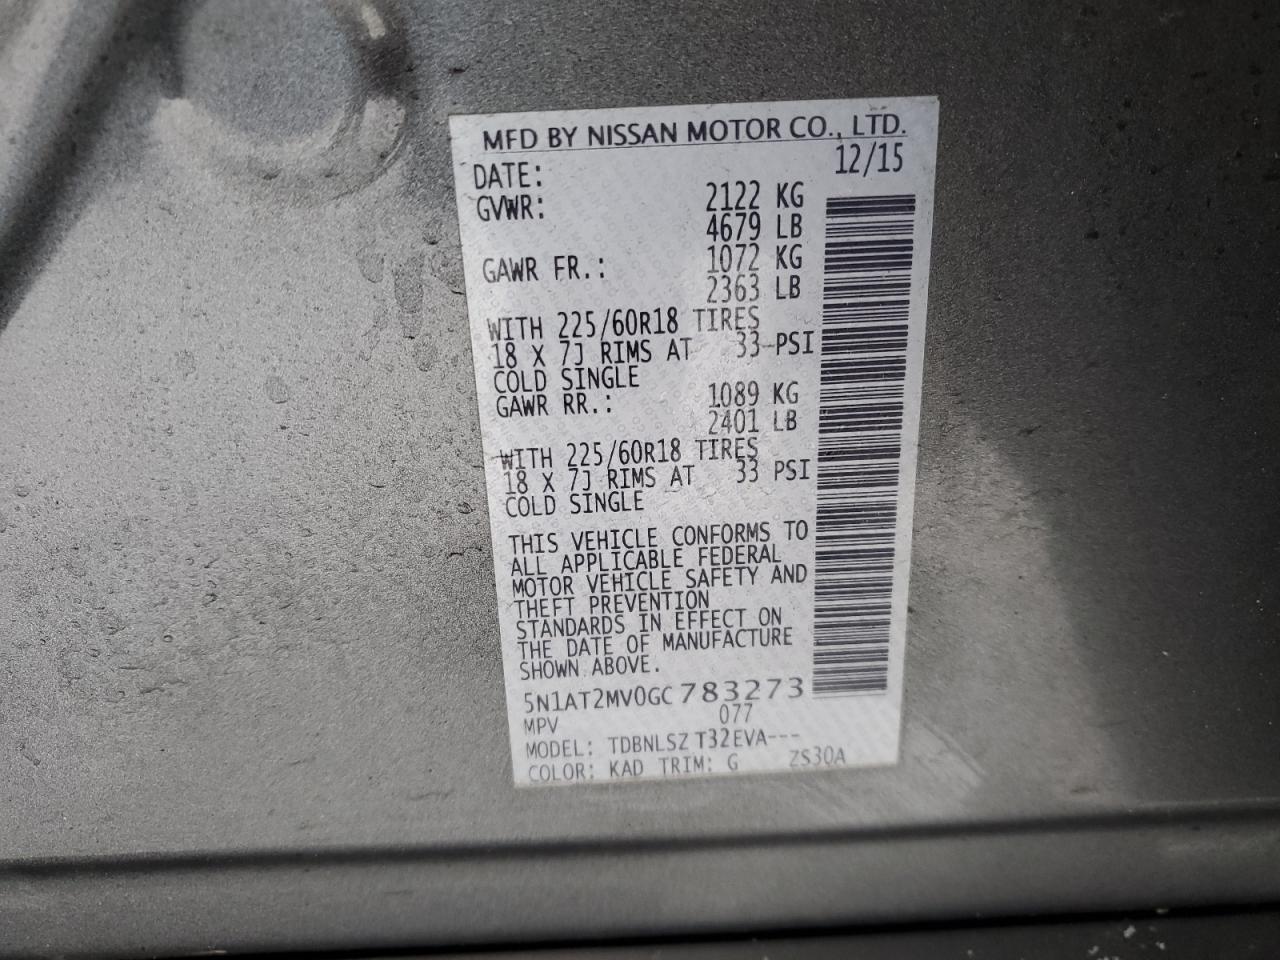 MFD BY NISSAN MOTOR CO., LTD.
DATE: 12/15
GVWR: 2122 KG
4679 LB
GAWR FR.: 1072 KG
2363 LB
WITH 225/60R18 TIRES
18 X 7J RIMS AT 33 PSI
COLD SINGLE
GAWR RR.: 1089 KG
2401 LB
WITH 225/60R18 TIRES
18 X 7J RIMS AT 33 PSI
COLD SINGLE
THIS VEHICLE CONFORMS TO
ALL APPLICABLE FEDERAL
MOTOR VEHICLE SAFETY AND
THEFT PREVENTION
STANDARDS IN EFFECT ON
THE DATE OF MANUFACTURE
SHOWN ABOVE.
5N1AT2MV0GC783273
MPV 077
MODEL: TDBNLSZ T32EVA---
COLOR: KAD TRIM: G ZS30A